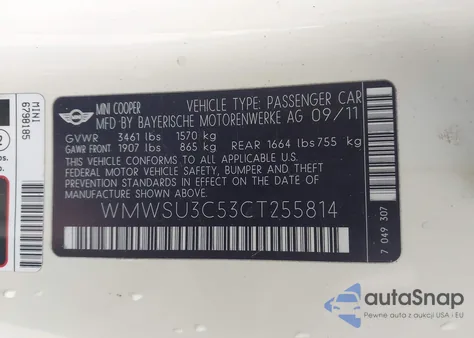 MINI
6798185
lbs.
s.
MINI COOPER
VEHICLE TYPE: PASSENGER CAR
MFD BY BAYERISCHE MOTORENWERKE AG 09/11
GVWR 3461 lbs 1570 kg
GAWR FRONT 1907 lbs 865 kg REAR 1664 lbs 755 kg
THIS VEHICLE CONFORMS TO ALL APPLICABLE U.S.
FEDERAL MOTOR VEHICLE SAFETY, BUMPER AND THEFT
PREVENTION STANDARDS IN EFFECT ON THE DATE
OF MANUFACTURE SHOWN ABOVE.
WMWSU3C53CT255814
7 049 307
autoSnap
Pewne auto z aukcji USA i EU